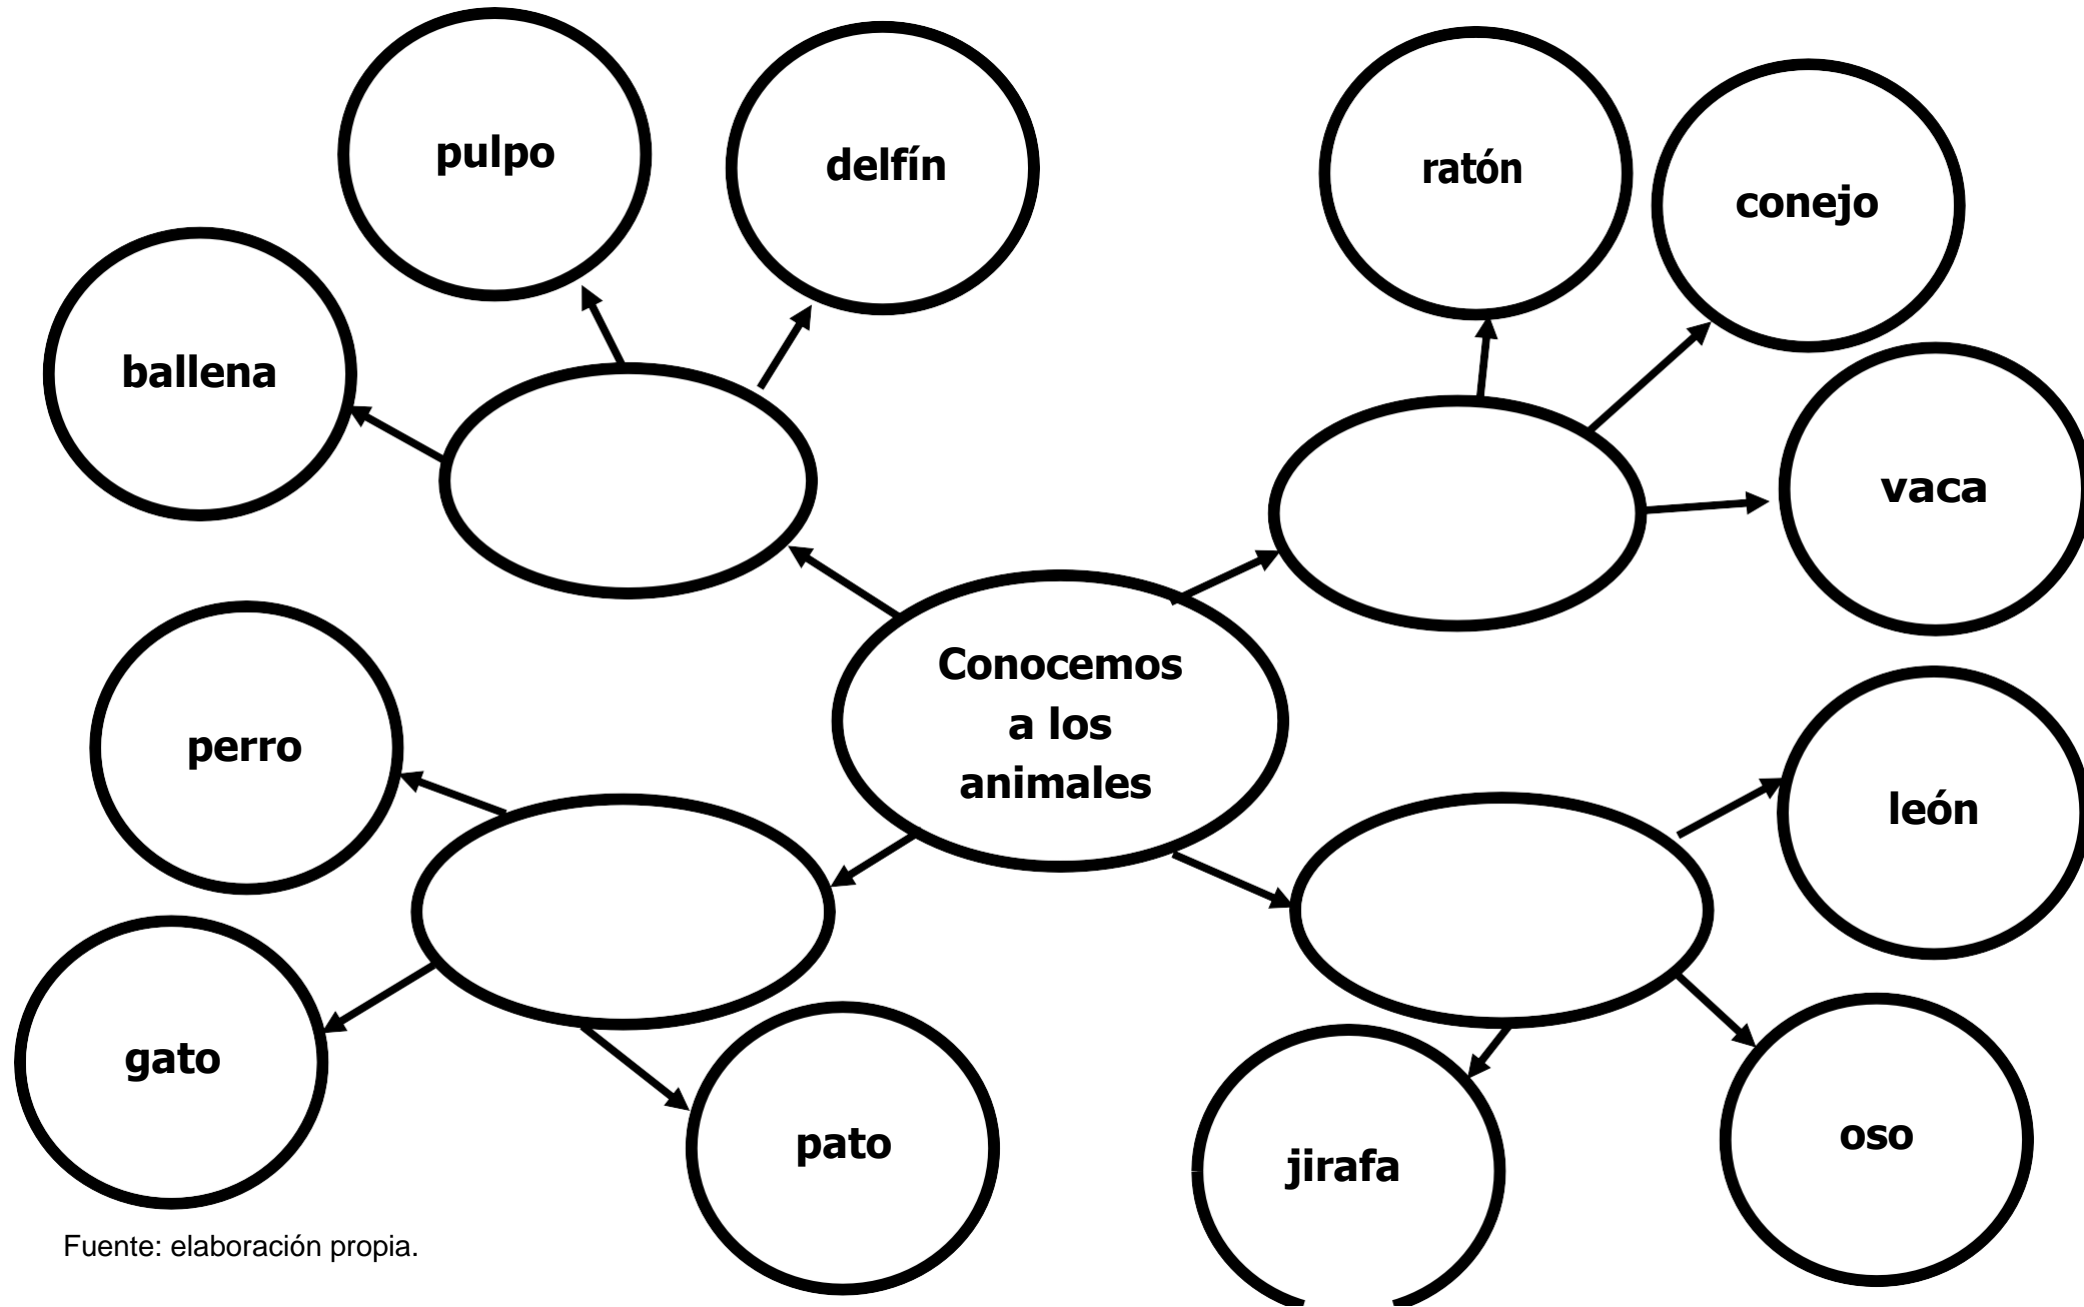 pulpo
delfín
ratón
conejo
ballena
vaca
Conocemos
a los
animales
perro
león
gato
pato
jirafa
oso
Fuente: elaboración propia.